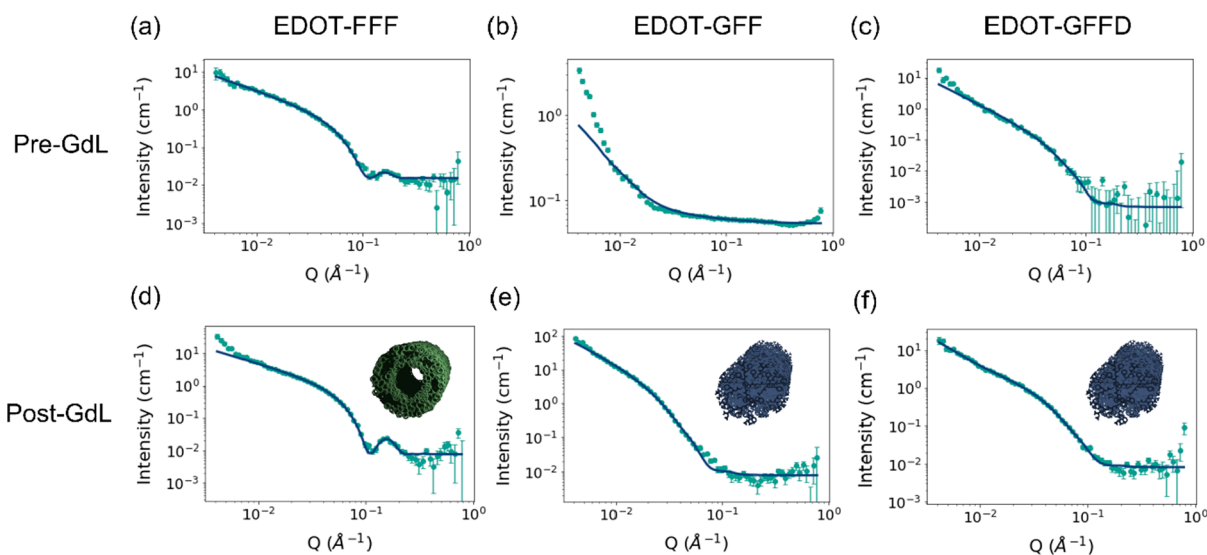 (a) EDOT-FFF
(b) EDOT-GFF
(c) EDOT-GFFD
Pre-GdL
Intensity (cm⁻¹)
10¹
10⁰
10⁻¹
10⁻²
10⁻³
10⁻² 10⁻¹ 10⁰
Q (Å⁻¹)
Intensity (cm⁻¹)
10⁰
10⁻¹
10⁻² 10⁻¹ 10⁰
Q (Å⁻¹)
Intensity (cm⁻¹)
10¹
10⁰
10⁻¹
10⁻²
10⁻³
10⁻² 10⁻¹ 10⁰
Q (Å⁻¹)
Post-GdL
(d)
Intensity (cm⁻¹)
10¹
10⁰
10⁻¹
10⁻²
10⁻³
10⁻² 10⁻¹ 10⁰
Q (Å⁻¹)
(e)
Intensity (cm⁻¹)
10²
10¹
10⁰
10⁻¹
10⁻²
10⁻² 10⁻¹ 10⁰
Q (Å⁻¹)
(f)
Intensity (cm⁻¹)
10¹
10⁰
10⁻¹
10⁻²
10⁻³
10⁻² 10⁻¹ 10⁰
Q (Å⁻¹)